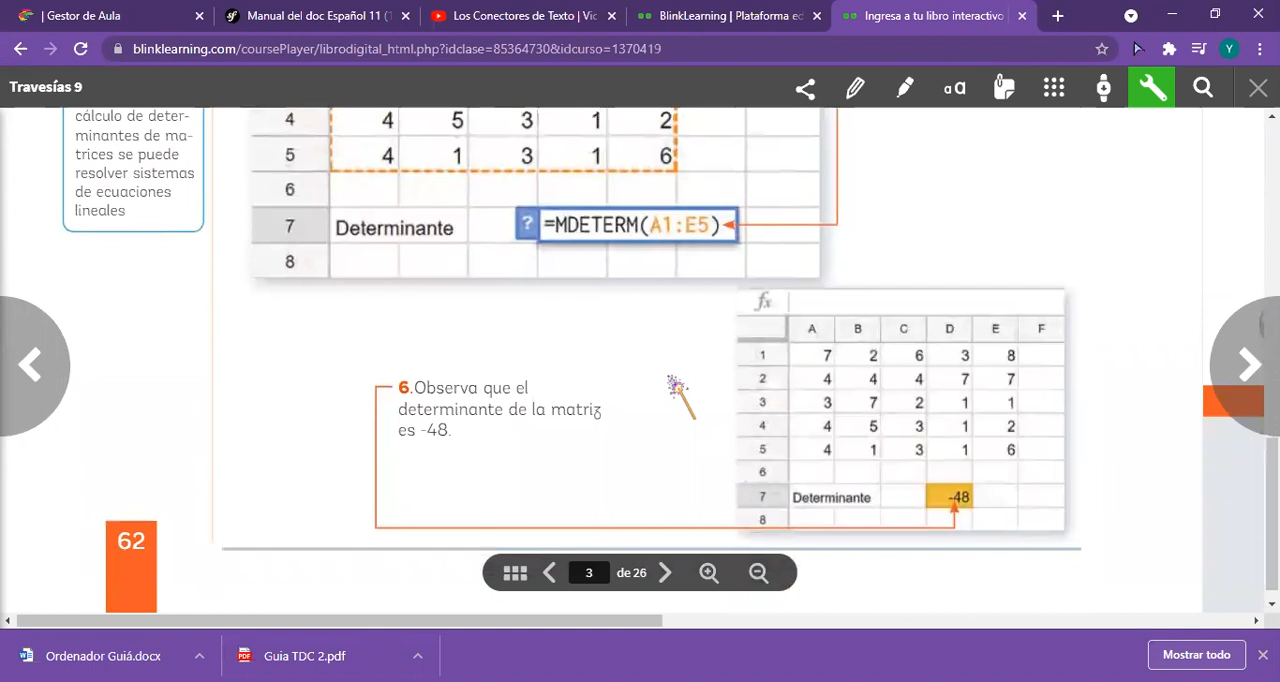 | Gestor de Aula
Manual del doc Español 11 (1
Los Conectores de Texto | Vic
BlinkLearning | Plataforma ed
Ingresa a tu libro interactivo
blinklearning.com/coursePlayer/librodigital_html.php?idclase=85364730&idcurso=1370419
Y
Travesías 9
aa
cálculo de deter-
minantes de ma-
trices se puede
resolver sistemas
de ecuaciones
lineales
4 4 5 3 1 2
5 4 1 3 1 6
6
7 Determinante ? =MDETERM(A1:E5)
8
fx
A B C D E F
1 7 2 6 3 8
2 4 4 4 7 7
3 3 7 2 1 1
4 4 5 3 1 2
5 4 1 3 1 6
6
7 Determinante -48
8
6.Observa que el
determinante de la matriz
es -48.
62
3 de 26
Ordenador Guiá.docx
PDF
Guia TDC 2.pdf
Mostrar todo